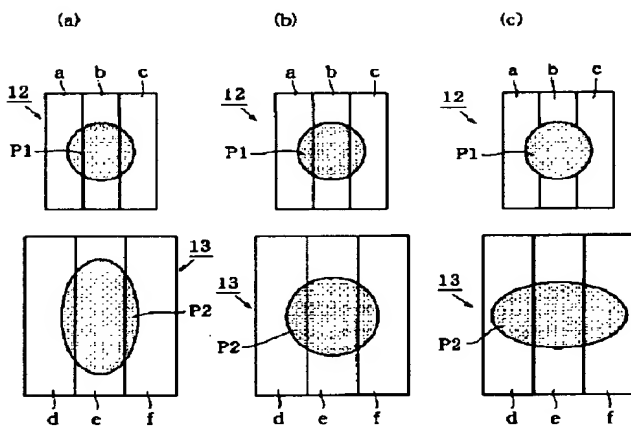 (a) (b) (c)
a b c a b c a b c
12 12 12
P1 P1 P1
13 13 13
P2 P2 P2
d e f d e f d e f